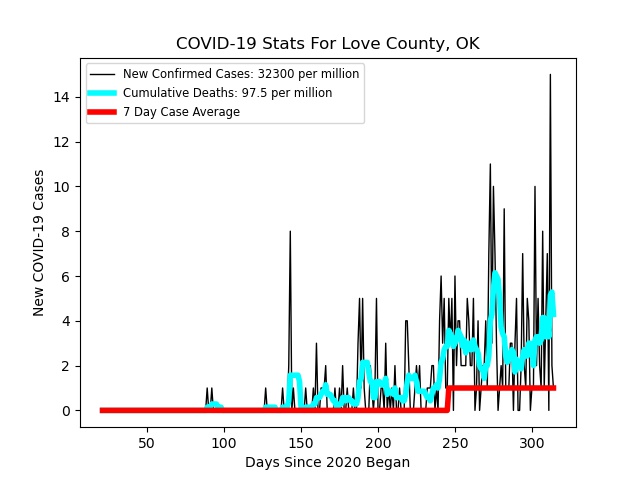 COVID-19 Stats For Love County, OK
New Confirmed Cases: 32300 per million
Cumulative Deaths: 97.5 per million
7 Day Case Average
New COVID-19 Cases
14
12
10
8
6
4
2
0
50 100 150 200 250 300
Days Since 2020 Began